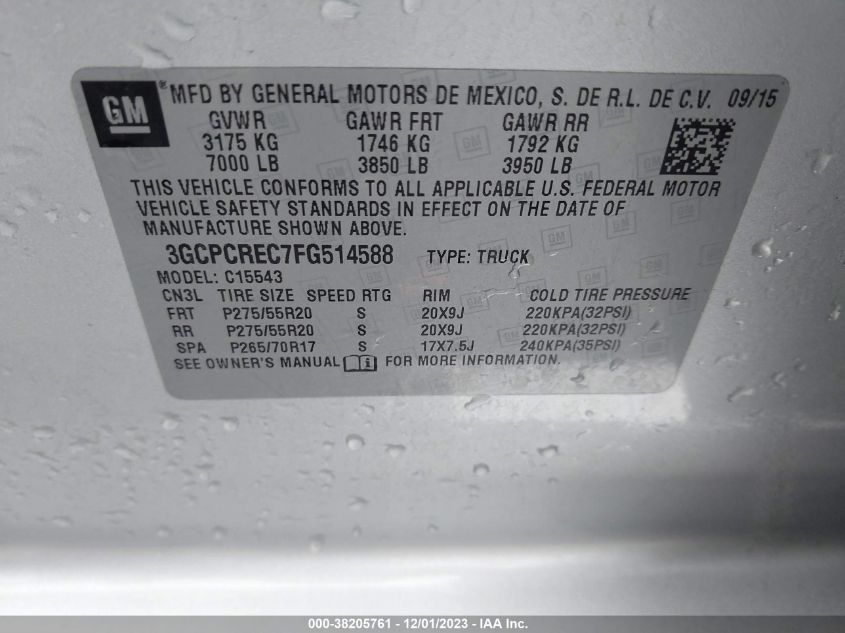 GM ® MFD BY GENERAL MOTORS DE MEXICO, S. DE R.L. DE C.V. 09/15
GVWR GAWR FRT GAWR RR
3175 KG 1746 KG 1792 KG
7000 LB 3850 LB 3950 LB
THIS VEHICLE CONFORMS TO ALL APPLICABLE U.S. FEDERAL MOTOR
VEHICLE SAFETY STANDARDS IN EFFECT ON THE DATE OF
MANUFACTURE SHOWN ABOVE.
3GCPCREC7FG514588 TYPE: TRUCK
MODEL: C15543
CN3L TIRE SIZE SPEED RTG RIM COLD TIRE PRESSURE
FRT P275/55R20 S 20X9J 220KPA(32PSI)
RR P275/55R20 S 20X9J 220KPA(32PSI)
SPA P265/70R17 S 17X7.5J 240KPA(35PSI)
SEE OWNER'S MANUAL FOR MORE INFORMATION.
000-38205761 - 12/01/2023 - IAA Inc.